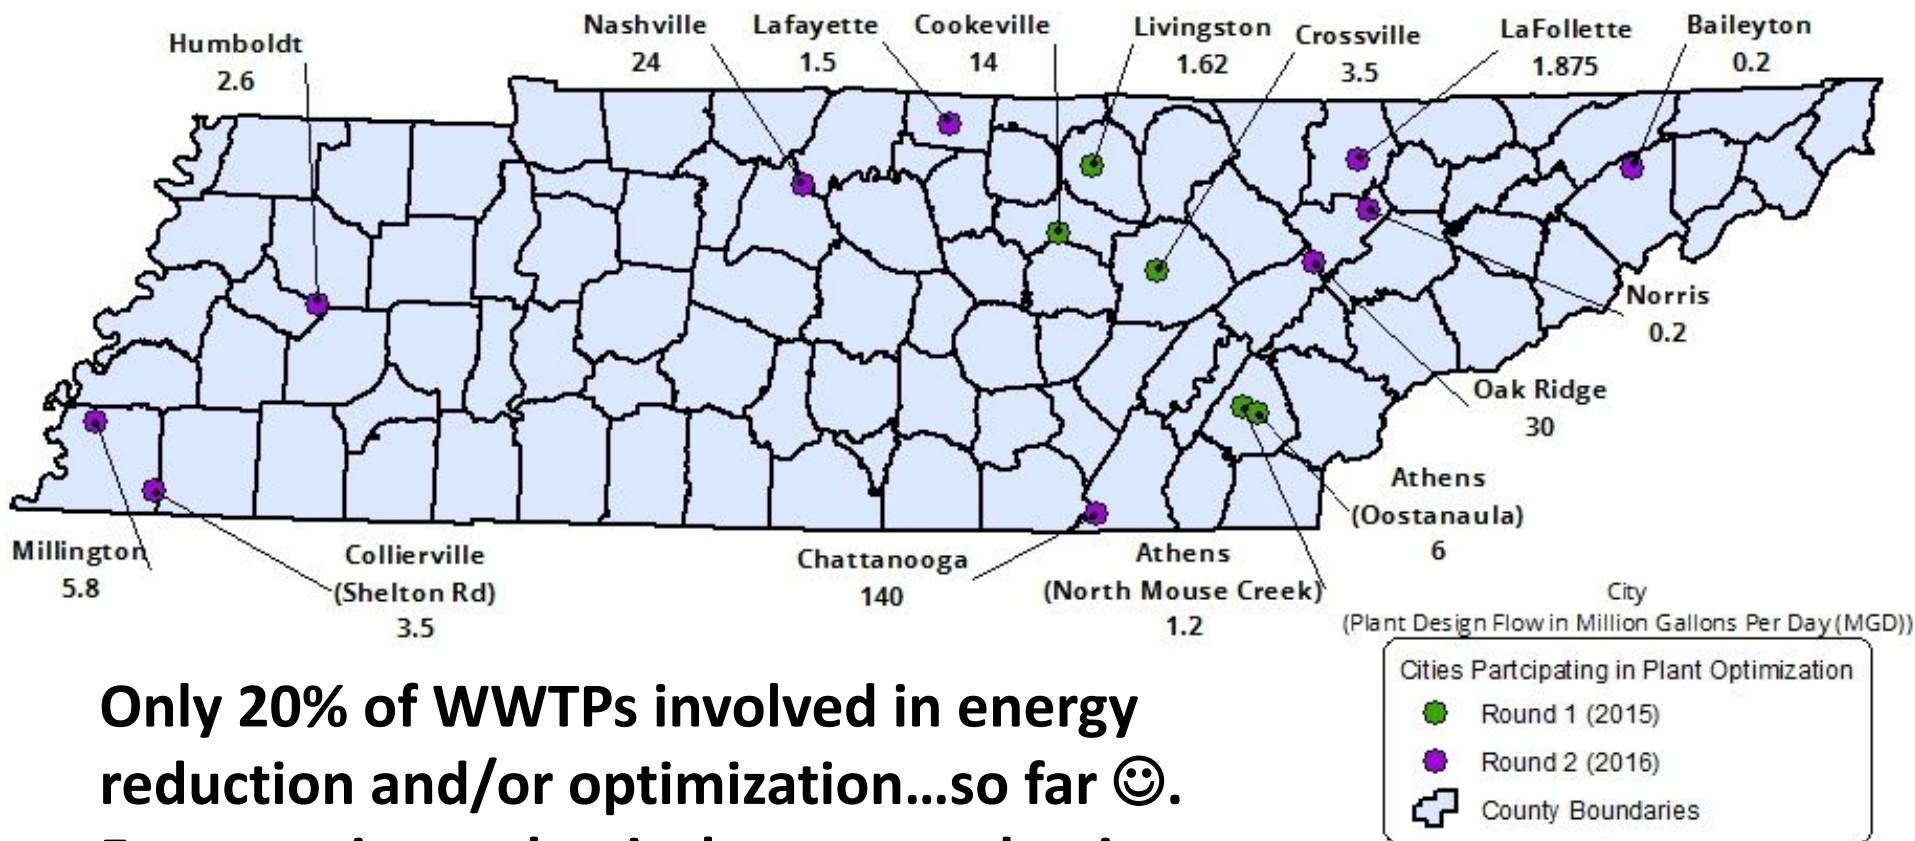 Humboldt
2.6
Nashville
24
Lafayette
1.5
Cookeville
14
Livingston
1.62
Crossville
3.5
LaFollette
1.875
Baileyton
0.2
Norris
0.2
Oak Ridge
30
Athens
(Oostanaula)
6
Millington
5.8
Collierville
(Shelton Rd)
3.5
Chattanooga
140
Athens
(North Mouse Creek)
1.2
City
(Plant Design Flow in Million Gallons Per Day (MGD))
Cities Partcipating in Plant Optimization
Round 1 (2015)
Round 2 (2016)
County Boundaries
Only 20% of WWTPs involved in energy
reduction and/or optimization...so far ☺.